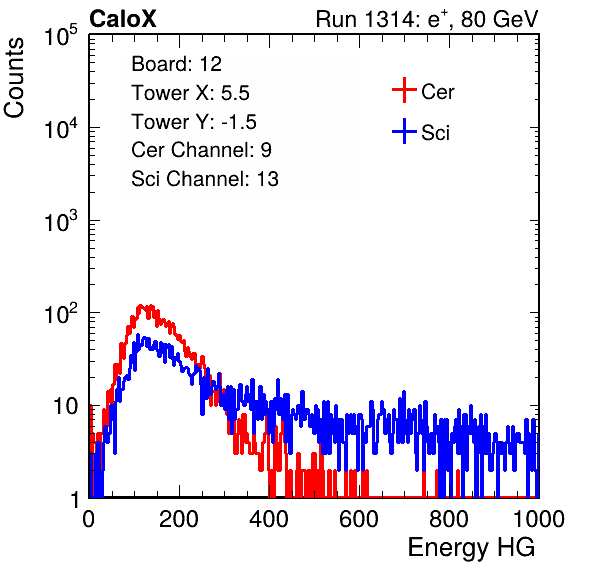 CaloX Run 1314: e⁺, 80 GeV
Counts
10⁵
10⁴
10³
10²
10
1
Board: 12
Tower X: 5.5
Tower Y: -1.5
Cer Channel: 9
Sci Channel: 13
Cer
Sci
0 200 400 600 800 1000
Energy HG